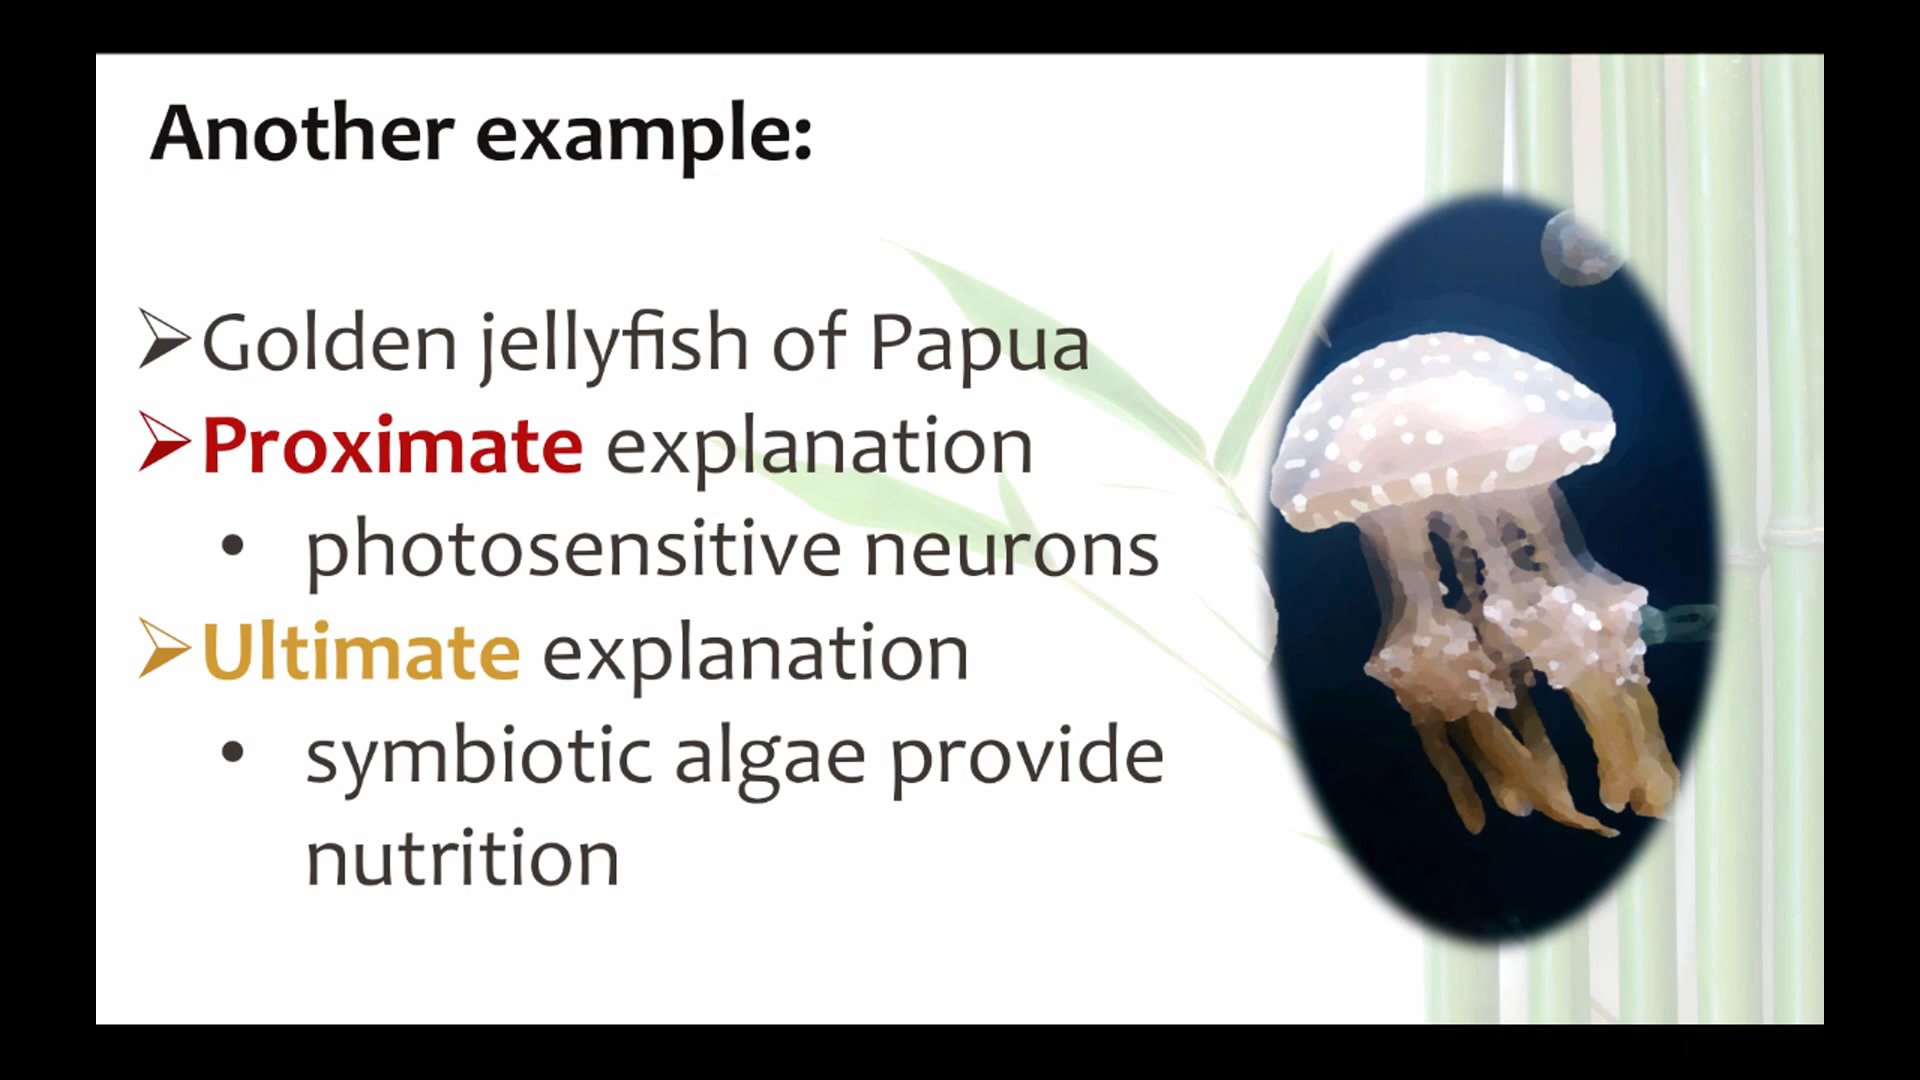 Another example:
Golden jellyfish of Papua
Proximate explanation
• photosensitive neurons
Ultimate explanation
• symbiotic algae provide
nutrition